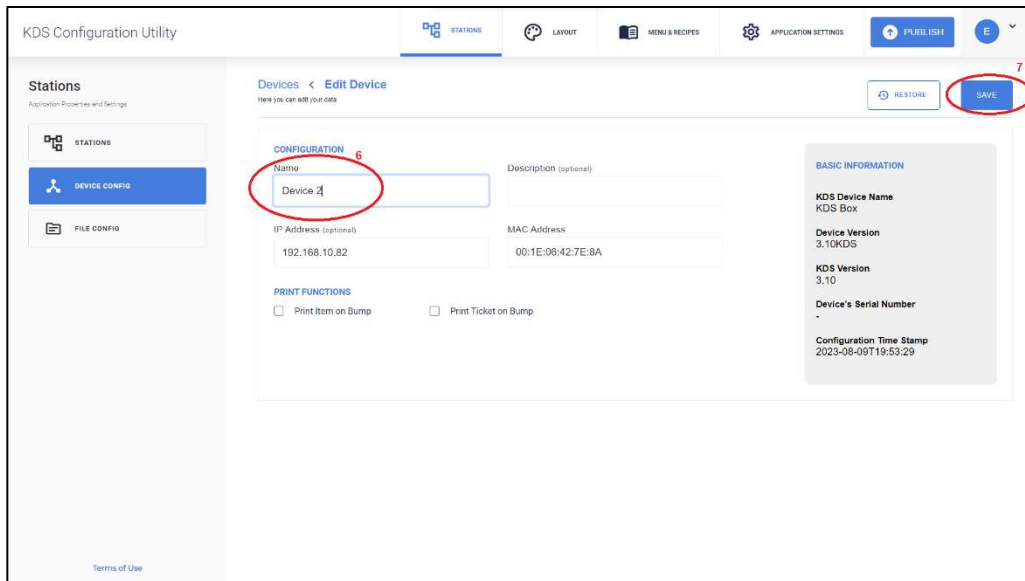 KDS Configuration Utility
STATIONS
LAYOUT
MENU & RECIPES
APPLICATION SETTINGS
PUBLISH
E
7
Stations
Application Properties and Settings
STATIONS
DEVICE CONFIG
FILE CONFIG
Terms of Use
Devices < Edit Device
Here you can edit your data
RESTORE
SAVE
CONFIGURATION
6
Name
Device 2
Description (optional)
IP Address (optional)
192.168.10.82
MAC Address
00:1E:06:42:7E:8A
PRINT FUNCTIONS
Print Item on Bump
Print Ticket on Bump
BASIC INFORMATION
KDS Device Name
KDS Box
Device Version
3.10KDS
KDS Version
3.10
Device's Serial Number
-
Configuration Time Stamp
2023-08-09T19:53:29